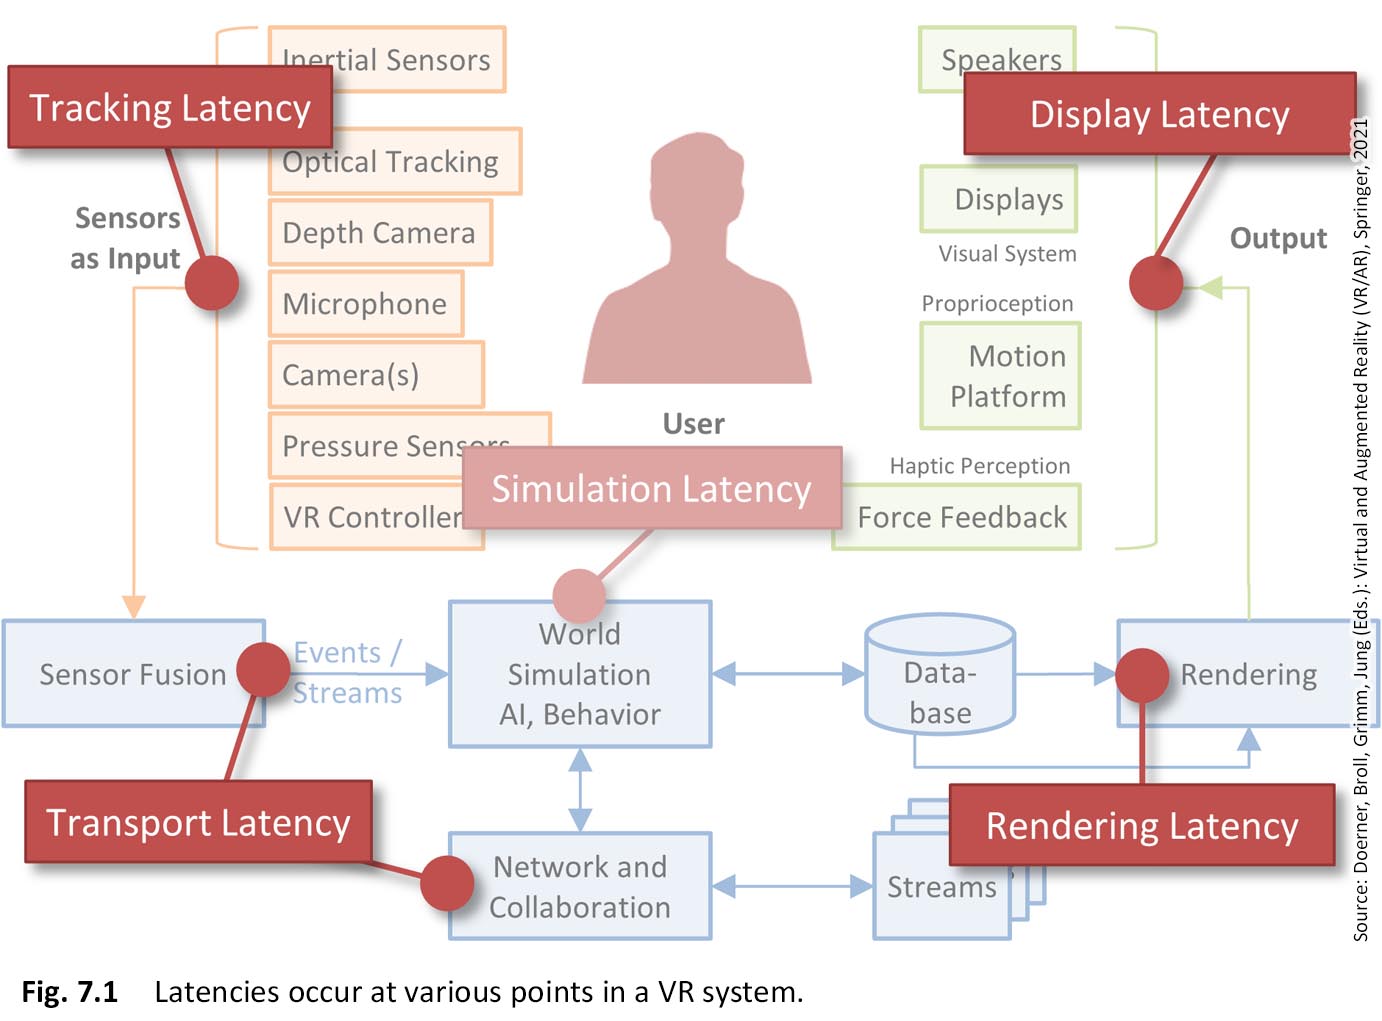 Inertial Sensors
Tracking Latency
Optical Tracking
Sensors
as Input
Depth Camera
Microphone
Camera(s)
Pressure Sensors
VR Controller
User
Simulation Latency
Speakers
Display Latency
Displays
Visual System
Output
Proprioception
Motion
Platform
Haptic Perception
Force Feedback
Sensor Fusion
Events /
Streams
World
Simulation
AI, Behavior
Data-
base
Rendering
Transport Latency
Rendering Latency
Network and
Collaboration
Streams
Source: Doerner, Broll, Grimm, Jung (Eds.): Virtual and Augmented Reality (VR/AR), Springer, 2021
Fig. 7.1 Latencies occur at various points in a VR system.